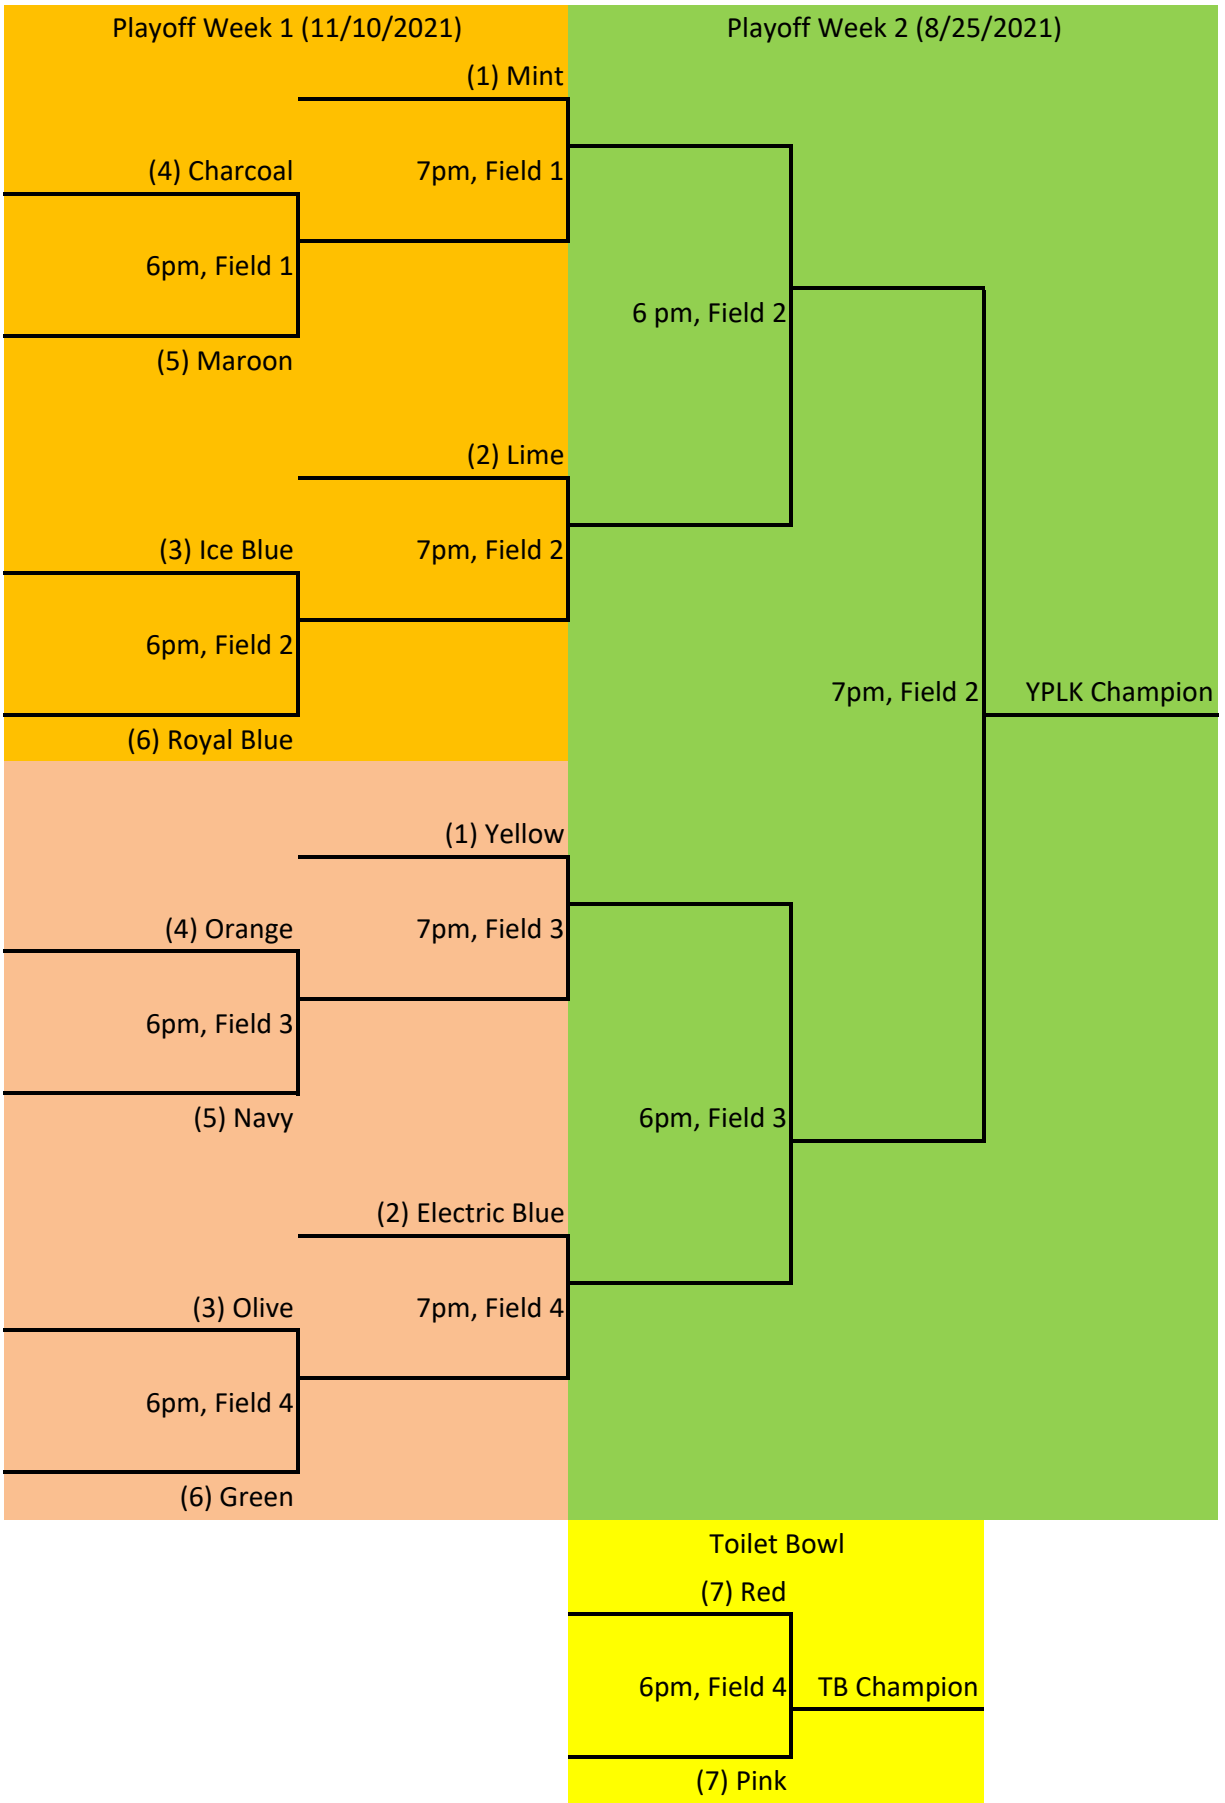 Playoff Week 1 (11/10/2021)
Playoff Week 2 (8/25/2021)
(1) Mint
(4) Charcoal
7pm, Field 1
6pm, Field 1
6 pm, Field 2
(5) Maroon
(2) Lime
(3) Ice Blue
7pm, Field 2
6pm, Field 2
7pm, Field 2
YPLK Champion
(6) Royal Blue
(1) Yellow
(4) Orange
7pm, Field 3
6pm, Field 3
(5) Navy
6pm, Field 3
(2) Electric Blue
(3) Olive
7pm, Field 4
6pm, Field 4
(6) Green
Toilet Bowl
(7) Red
6pm, Field 4
TB Champion
(7) Pink